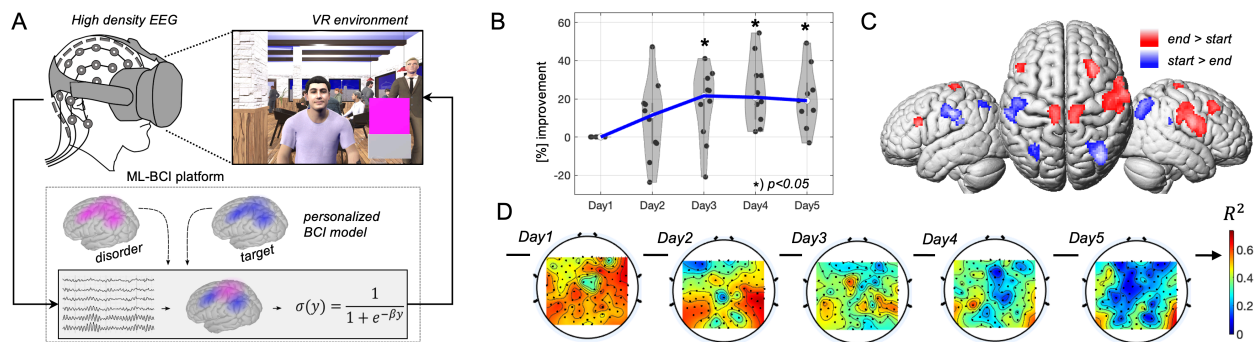 A
High density EEG
VR environment
ML-BCI platform
disorder
target
personalized
BCI model
σ(y) = 1 / 1 + e^−βy
B
[%] improvement
60
40
20
0
-20
* * *
*) p<0.05
Day1 Day2 Day3 Day4 Day5
C
end > start
start > end
D
Day1 Day2 Day3 Day4 Day5
R²
0.6
0.4
0.2
0